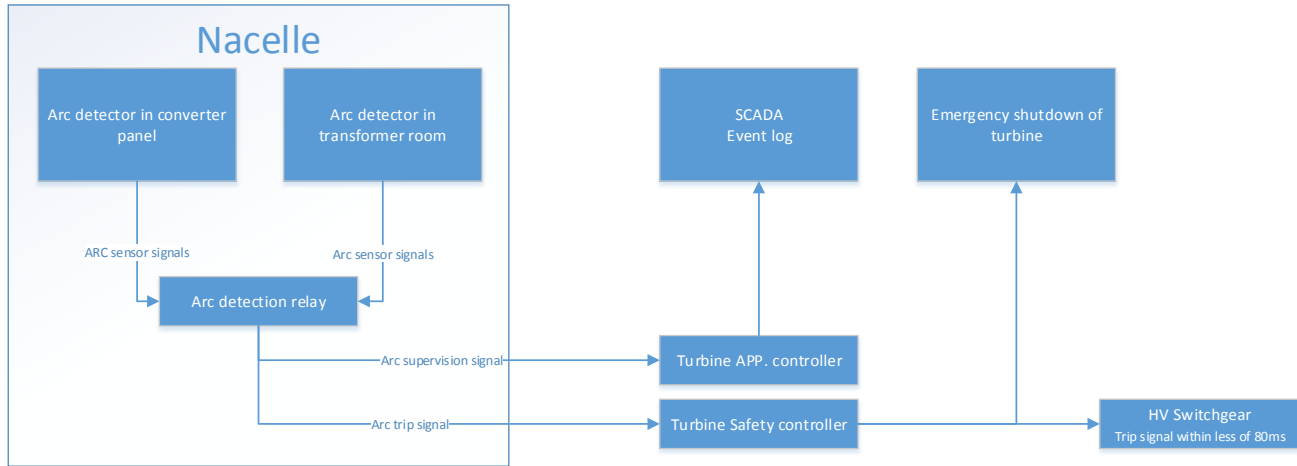 Nacelle
Arc detector in converter
panel
Arc detector in
transformer room
SCADA
Event log
Emergency shutdown of
turbine
ARC sensor signals
Arc sensor signals
Arc detection relay
Arc supervision signal
Turbine APP. controller
Arc trip signal
Turbine Safety controller
HV Switchgear
Trip signal within less of 80ms